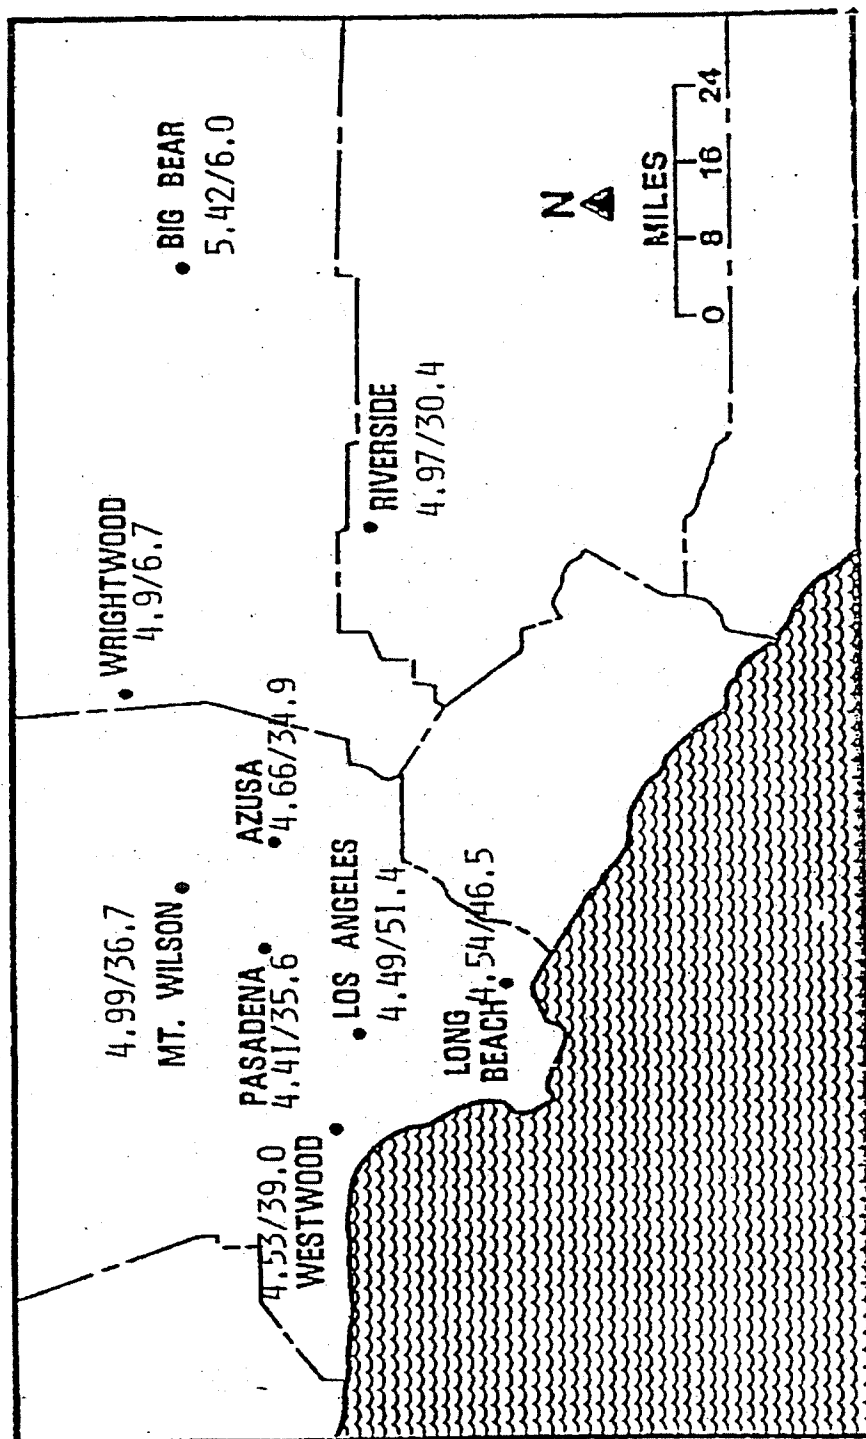 4.99/36.7
MT. WILSON
WRIGHTWOOD
4.9/6.7
BIG BEAR
5.42/6.0
4.53/39.0
WESTWOOD
PASADENA
4.41/35.6
AZUSA
4.66/34.9
LOS ANGELES
4.49/51.4
RIVERSIDE
4.97/30.4
LONG
BEACH 4.54/46.5
N
MILES
0 8 16 24